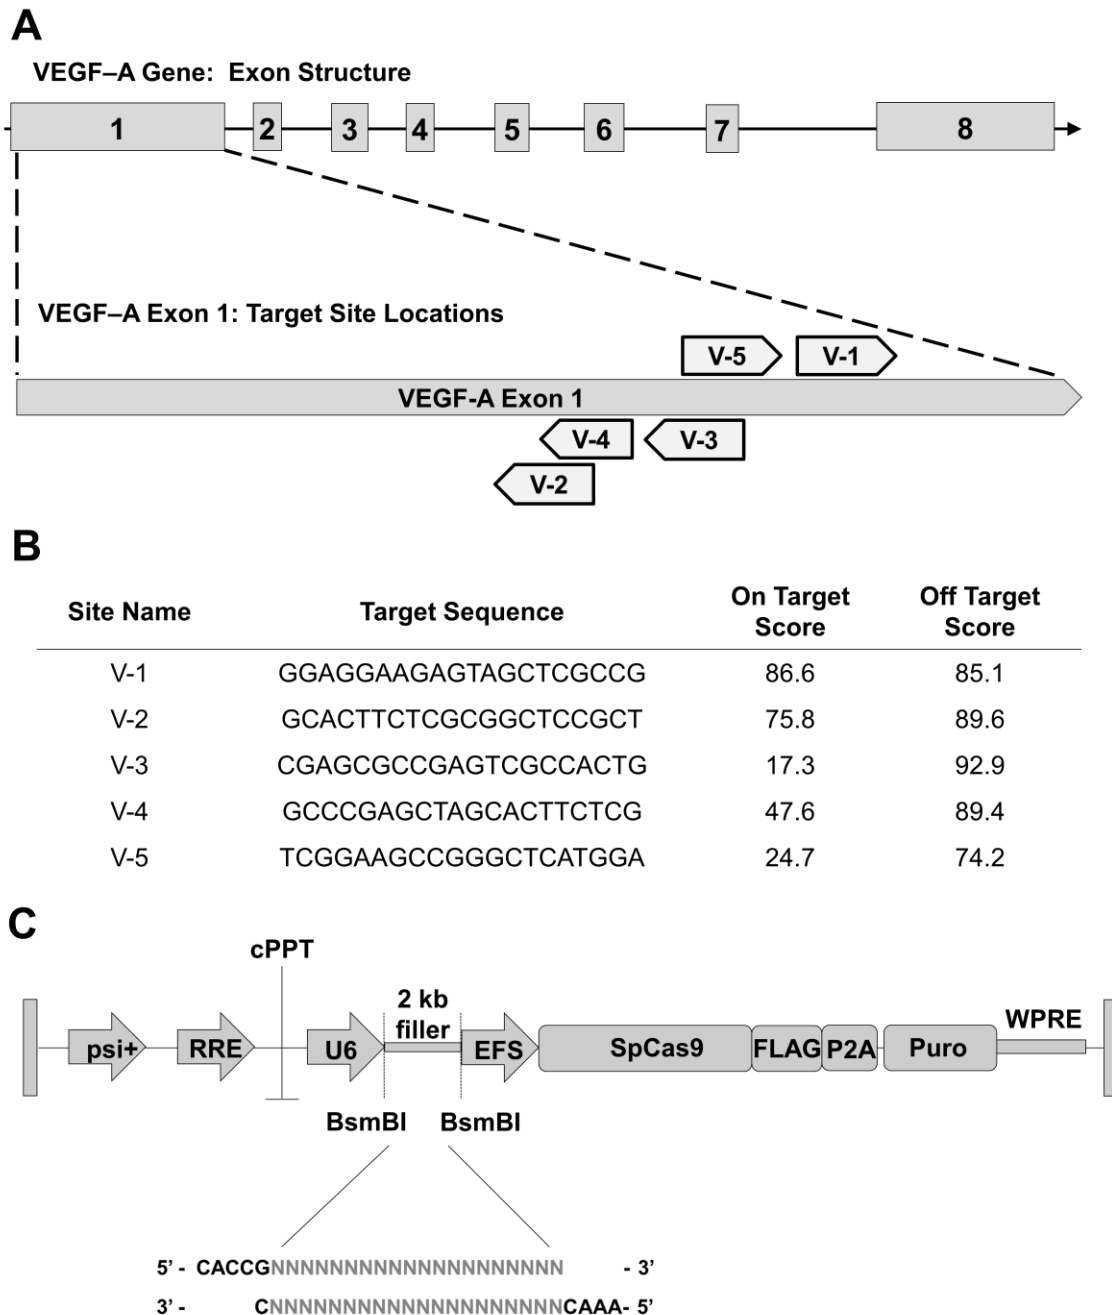 A
VEGF–A Gene: Exon Structure
1 2 3 4 5 6 7 8
VEGF–A Exon 1: Target Site Locations
V-5 V-1
VEGF-A Exon 1
V-4 V-3
V-2
B
Site Name Target Sequence On Target Score Off Target Score
V-1 GGAGGAAGAGTAGCTCGCCG 86.6 85.1
V-2 GCACTTCTCGCGGCTCCGCT 75.8 89.6
V-3 CGAGCGCCGAGTCGCCACTG 17.3 92.9
V-4 GCCCGAGCTAGCACTTCTCG 47.6 89.4
V-5 TCGGAAGCCGGGCTCATGGA 24.7 74.2
C
cPPT
2 kb
filler
WPRE
psi+ RRE U6 EFS SpCas9 FLAG P2A Puro
BsmBI BsmBI
5’ - CACCGNNNNNNNNNNNNNNNNNNNN - 3’
3’ - CNNNNNNNNNNNNNNNNNNNNCAAA- 5’